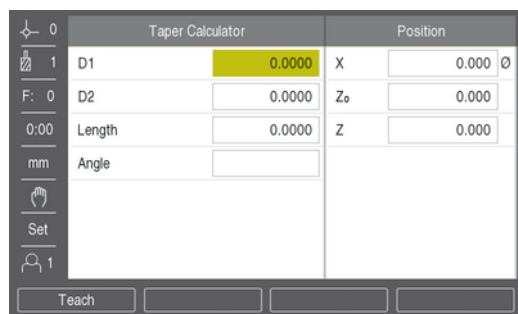 0 Taper Calculator Position
1 D1 0.0000 X 0.000 Ø
F: 0 D2 0.0000 Z₀ 0.000
0:00 Length 0.0000 Z 0.000
mm Angle
Set
1
Teach